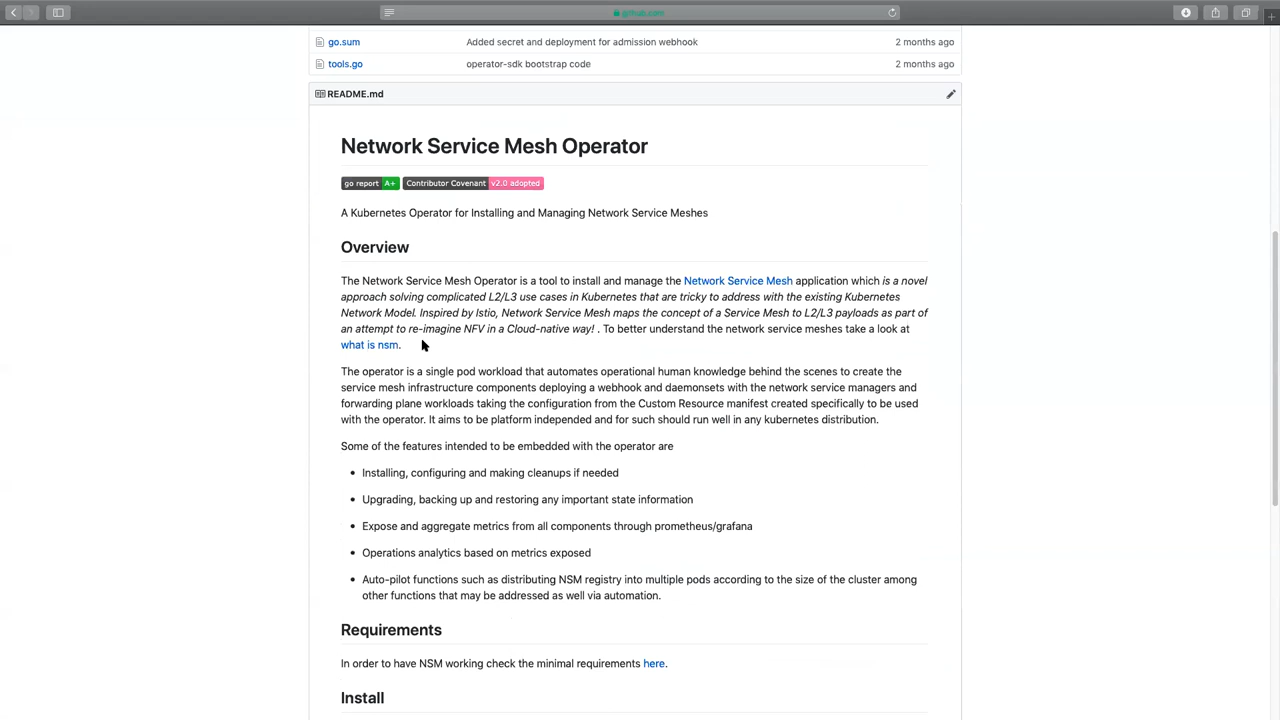 github.com
go.sum Added secret and deployment for admission webhook 2 months ago
tools.go operator-sdk bootstrap code 2 months ago
README.md
Network Service Mesh Operator
go report A+ Contributor Covenant v2.0 adopted
A Kubernetes Operator for Installing and Managing Network Service Meshes
Overview
The Network Service Mesh Operator is a tool to install and manage the Network Service Mesh application which is a novel
approach solving complicated L2/L3 use cases in Kubernetes that are tricky to address with the existing Kubernetes
Network Model. Inspired by Istio, Network Service Mesh maps the concept of a Service Mesh to L2/L3 payloads as part of
an attempt to re-imagine NFV in a Cloud-native way! . To better understand the network service meshes take a look at
what is nsm.
The operator is a single pod workload that automates operational human knowledge behind the scenes to create the
service mesh infrastructure components deploying a webhook and daemonsets with the network service managers and
forwarding plane workloads taking the configuration from the Custom Resource manifest created specifically to be used
with the operator. It aims to be platform independent and for such should run well in any kubernetes distribution.
Some of the features intended to be embedded with the operator are
• Installing, configuring and making cleanups if needed
• Upgrading, backing up and restoring any important state information
• Expose and aggregate metrics from all components through prometheus/grafana
• Operations analytics based on metrics exposed
• Auto-pilot functions such as distributing NSM registry into multiple pods according to the size of the cluster among
other functions that may be addressed as well via automation.
Requirements
In order to have NSM working check the minimal requirements here.
Install